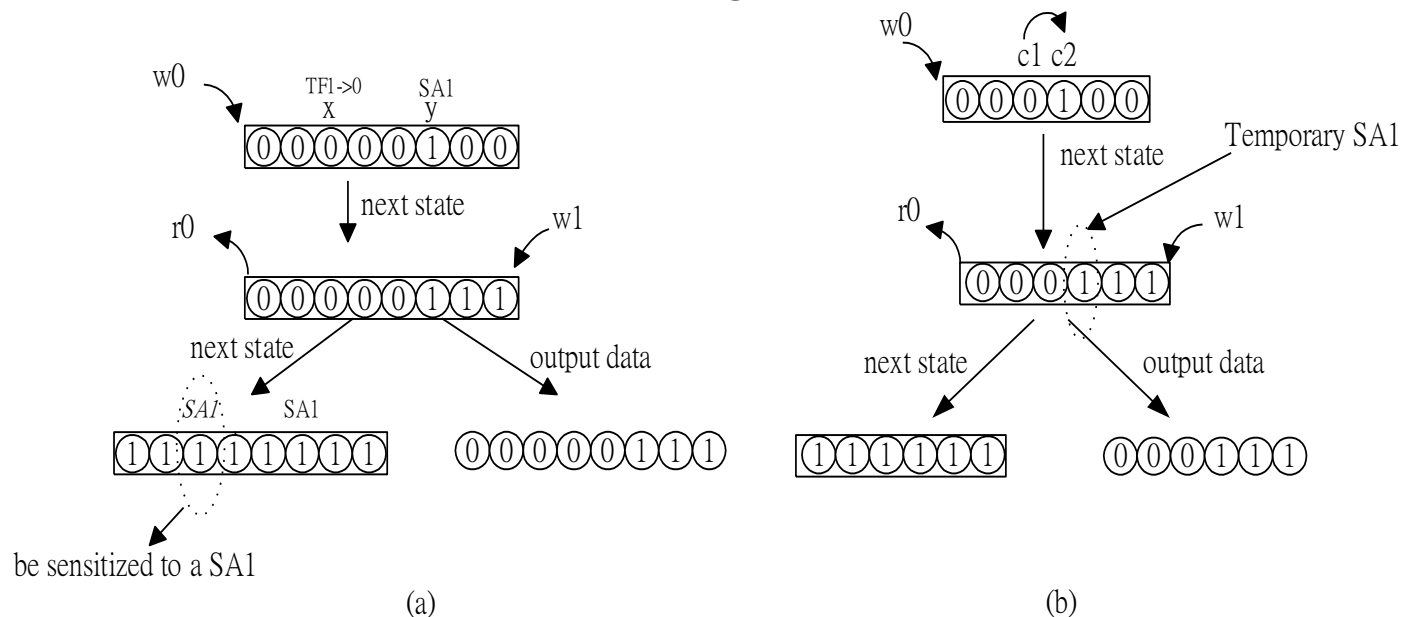 w0
TF1->0
SA1
x
y
0 0 0 0 0 1 0 0
next state
r0
w1
0 0 0 0 0 1 1 1
next state
output data
SA1
SA1
1 1 1 1 1 1 1 1
0 0 0 0 0 1 1 1
be sensitized to a SA1
(a)
w0
c1 c2
0 0 0 1 0 0
next state
Temporary SA1
r0
w1
0 0 0 1 1 1
next state
output data
1 1 1 1 1 1
0 0 0 1 1 1
(b)